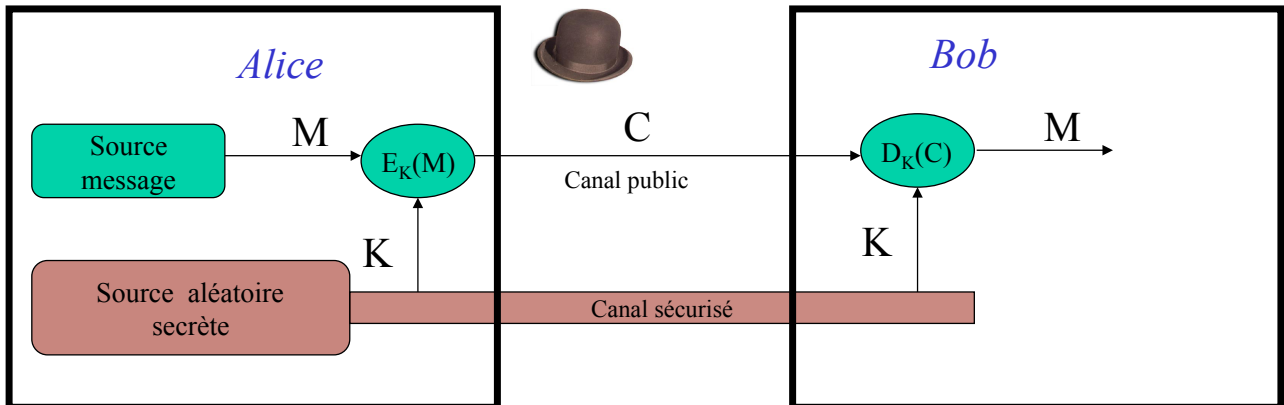 Alice
Bob
M
C
M
Source
message
E_K(M)
D_K(C)
Canal public
K
K
Source aléatoire
secrète
Canal sécurisé